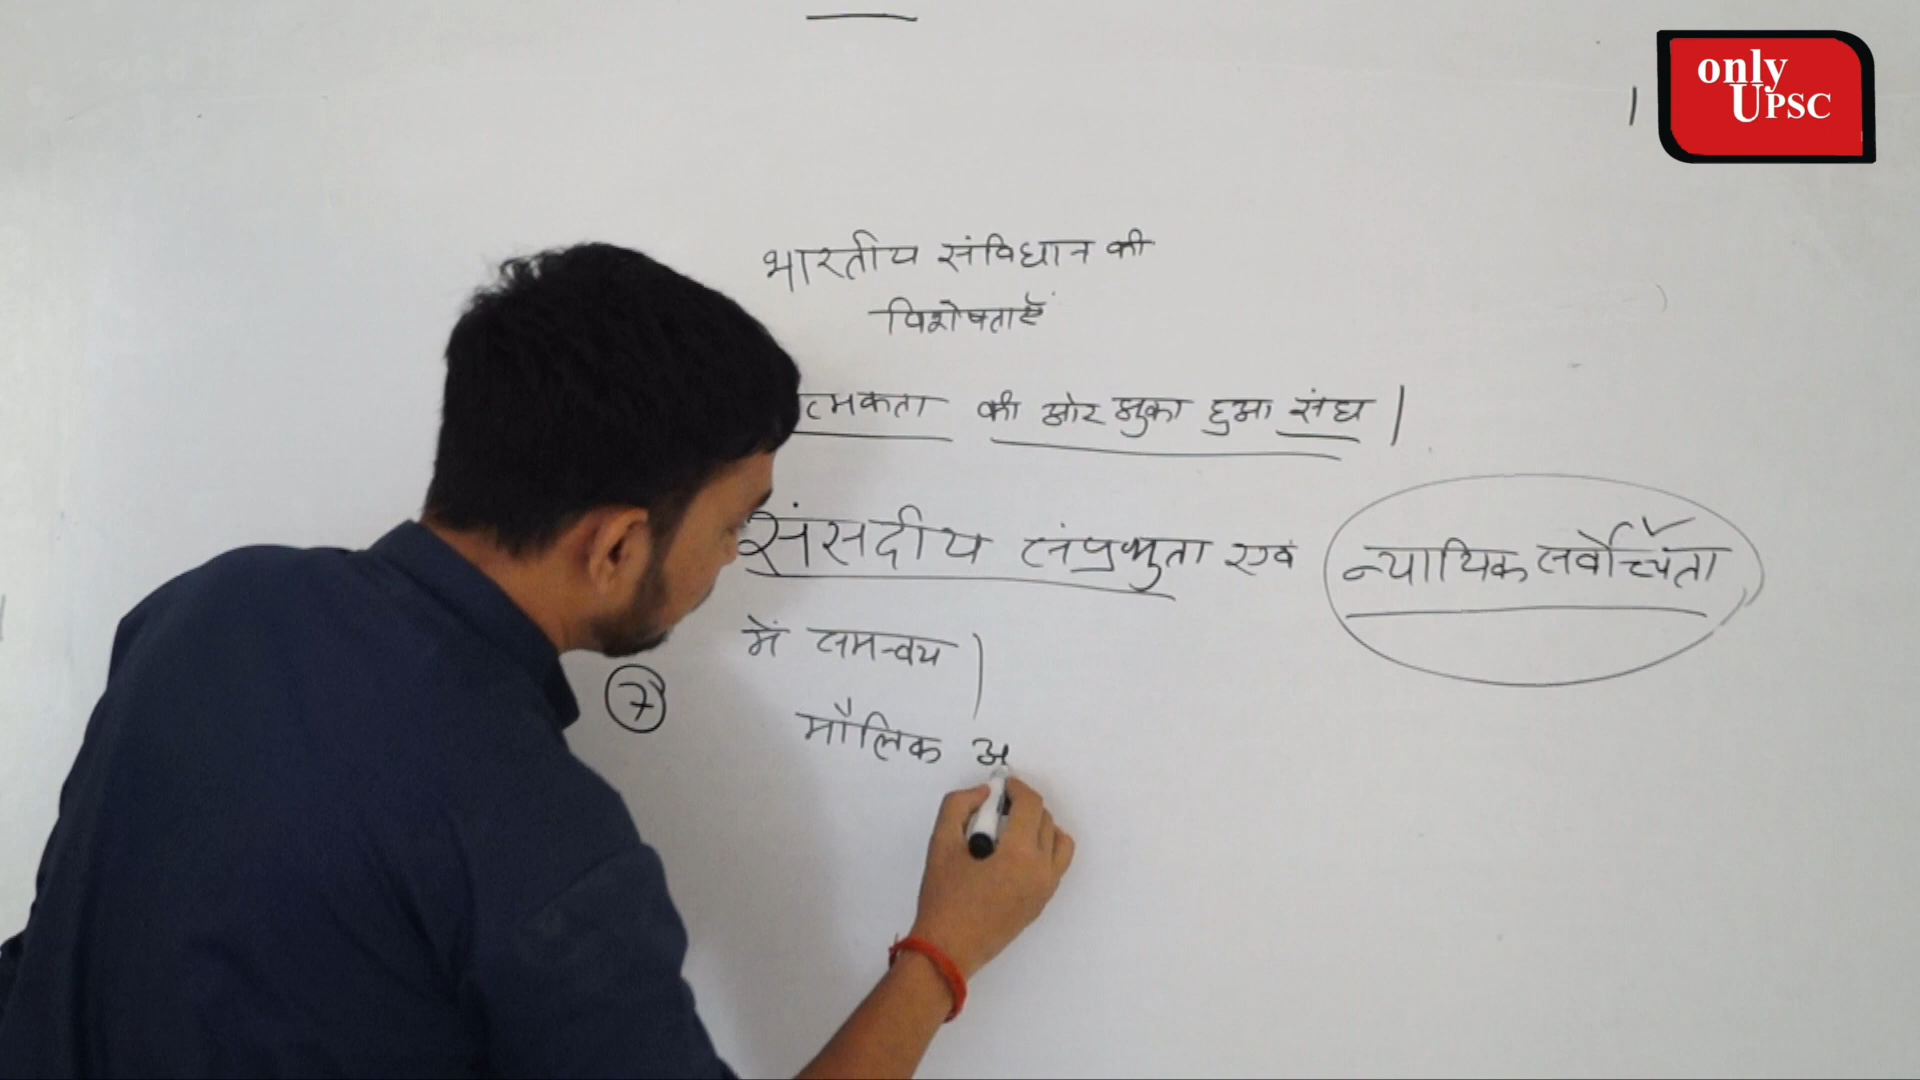 only
UPSC
भारतीय संविधान की
विशेषताएँ
त्मकता की ओर झुका हुआ संघ।
संसदीय संप्रभुता एवं न्यायिक सर्वोच्चता
में समन्वय।
7
मौलिक अ